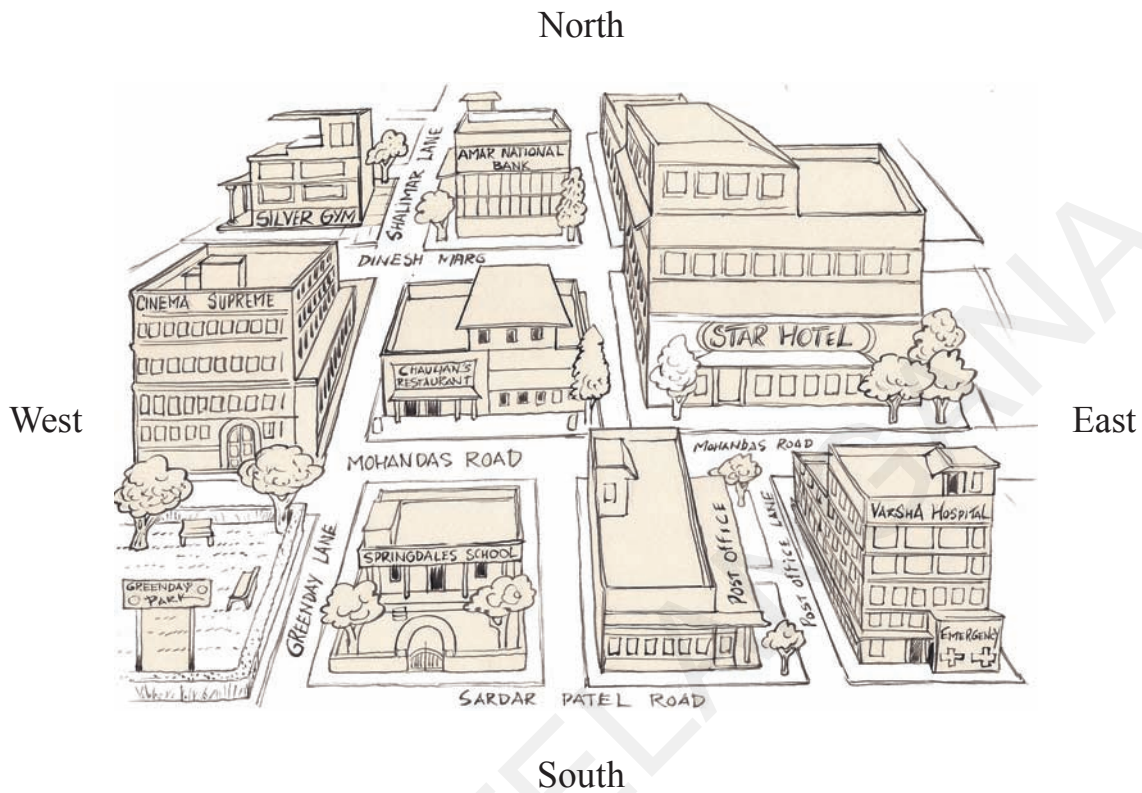 North
SHALIMAR LANE
AMAR NATIONAL
BANK
SILVER GYM
DINESH MARG
CINEMA SUPREME
STAR HOTEL
CHAUHAN'S
RESTAURANT
West
East
MOHANDAS ROAD
MOHANDAS ROAD
VARSHA HOSPITAL
SPRINGDALES SCHOOL
POST OFFICE
POST OFFICE LANE
GREENDAY LANE
GREENDAY
PARK
EMERGENCY
SARDAR PATEL ROAD
South